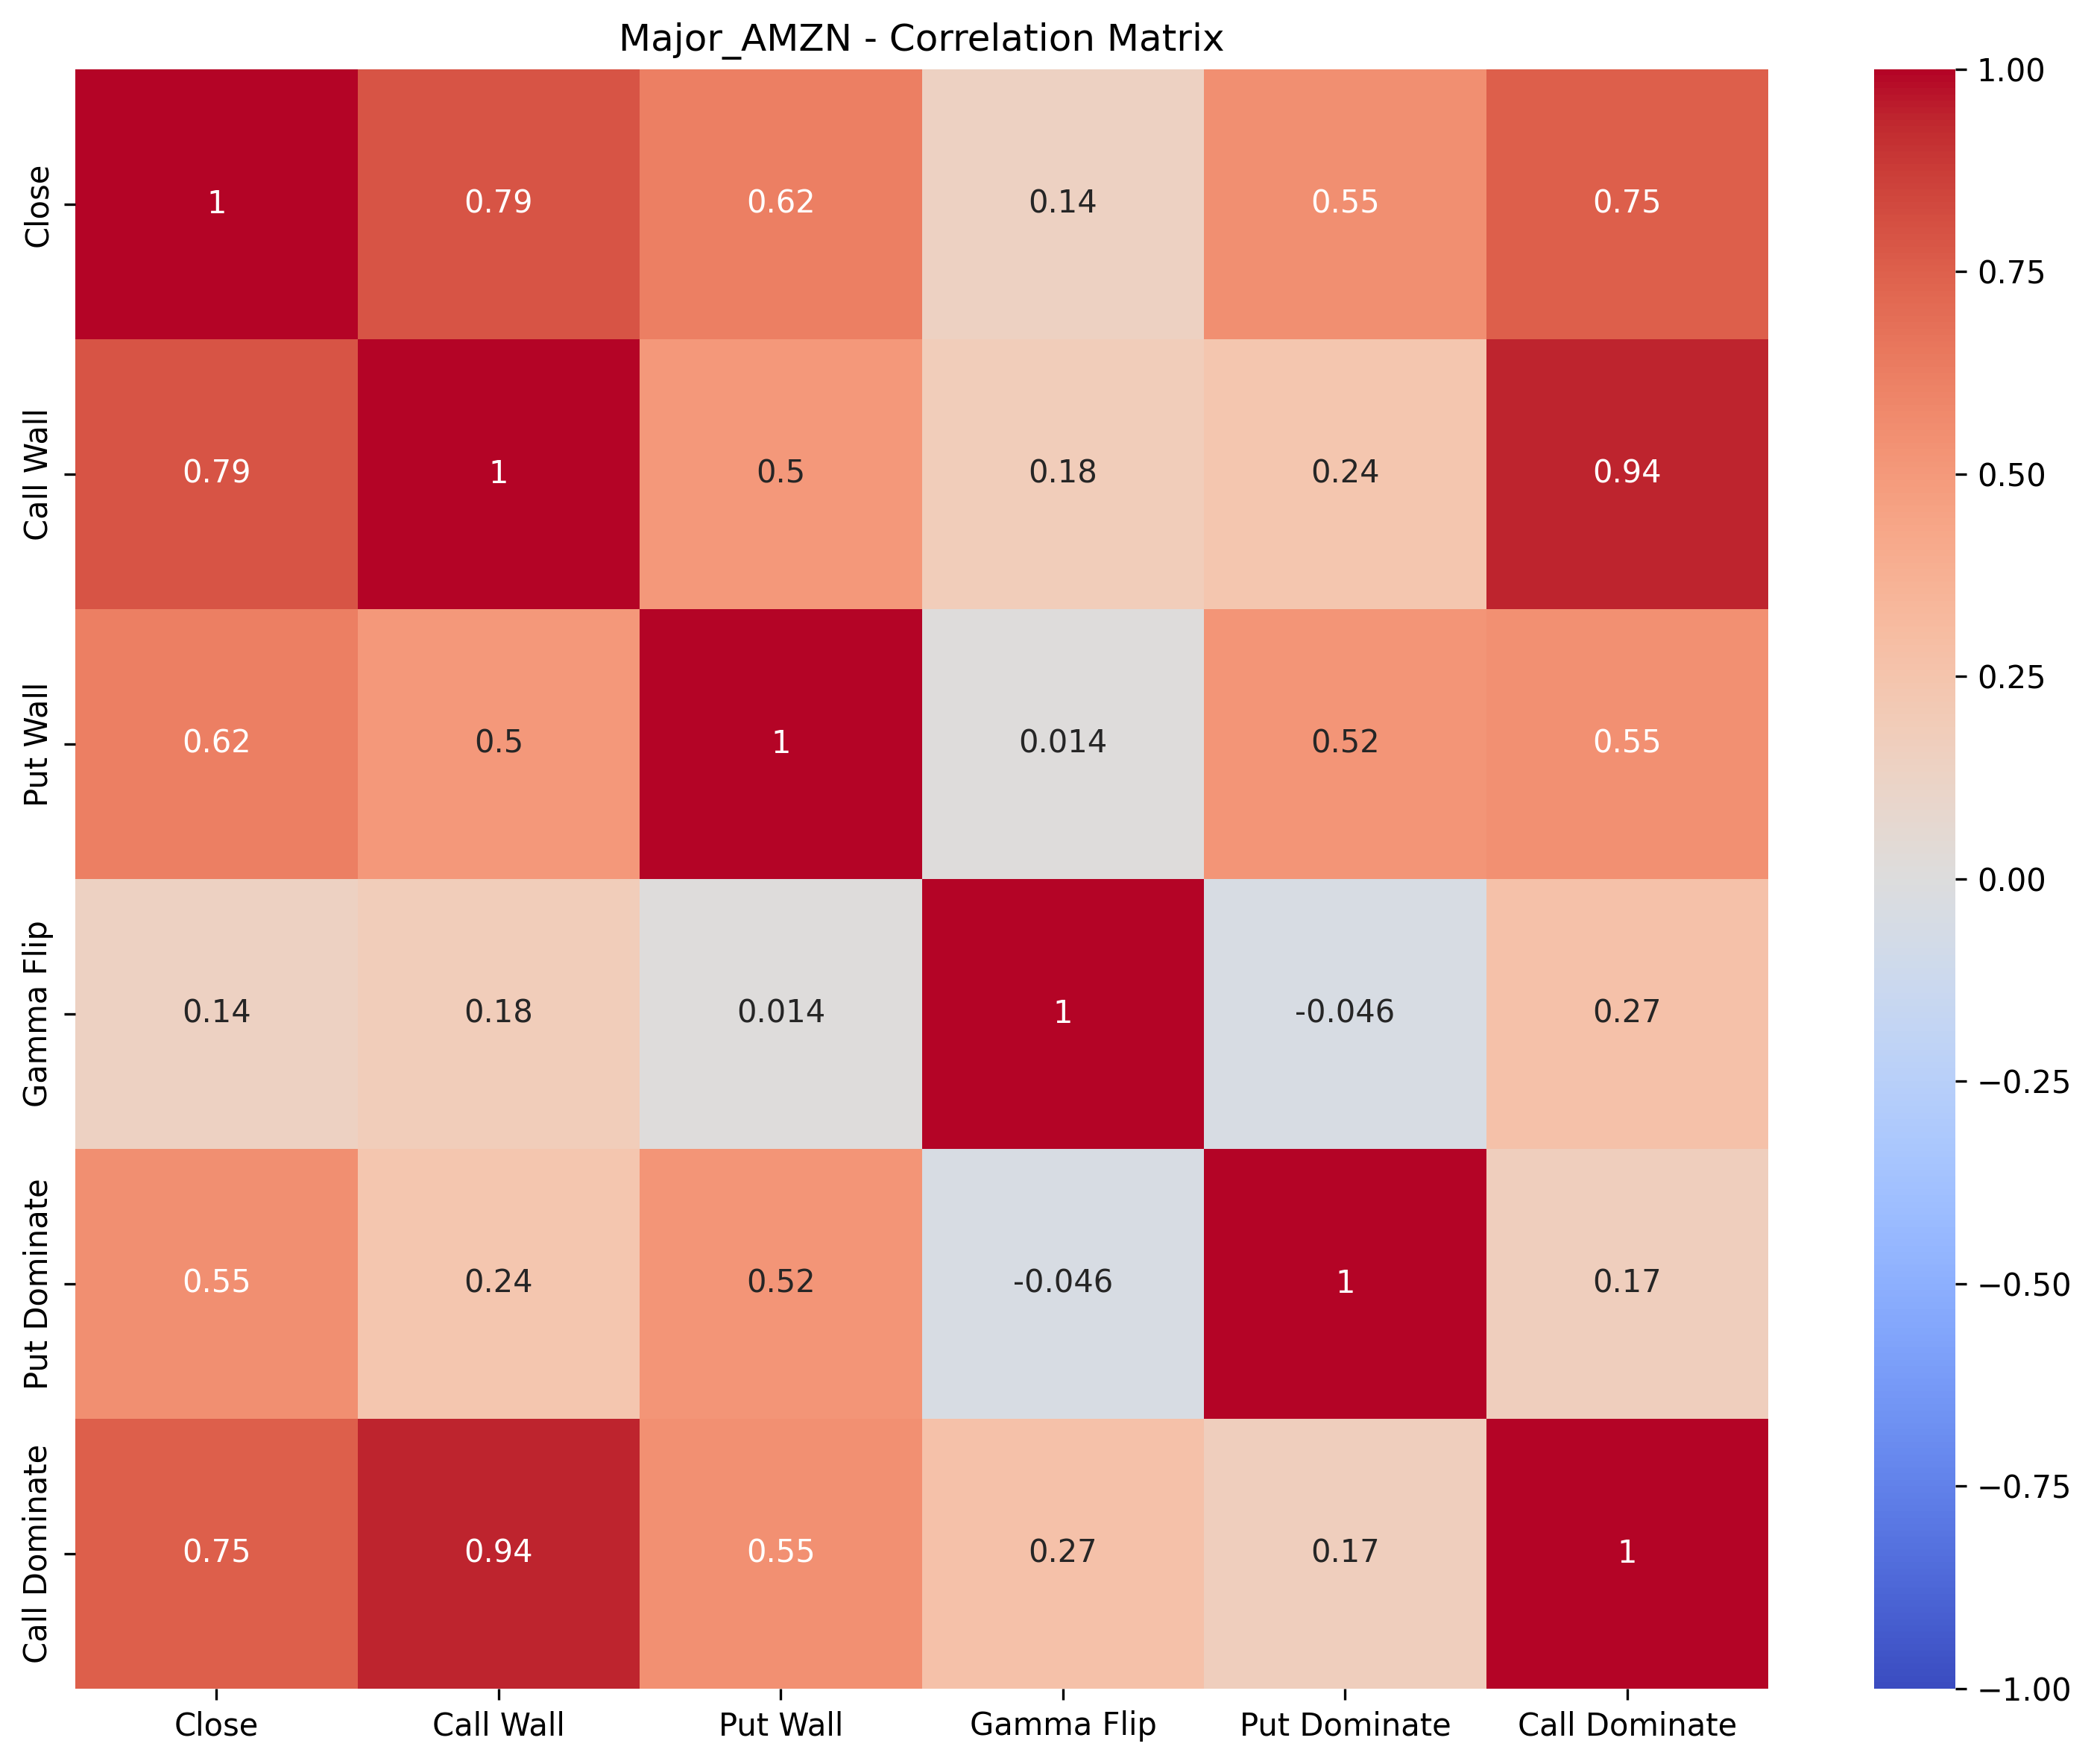 Major_AMZN - Correlation Matrix
Close 1 0.79 0.62 0.14 0.55 0.75
Call Wall 0.79 1 0.5 0.18 0.24 0.94
Put Wall 0.62 0.5 1 0.014 0.52 0.55
Gamma Flip 0.14 0.18 0.014 1 -0.046 0.27
Put Dominate 0.55 0.24 0.52 -0.046 1 0.17
Call Dominate 0.75 0.94 0.55 0.27 0.17 1
Close Call Wall Put Wall Gamma Flip Put Dominate Call Dominate
1.00
0.75
0.50
0.25
0.00
−0.25
−0.50
−0.75
−1.00